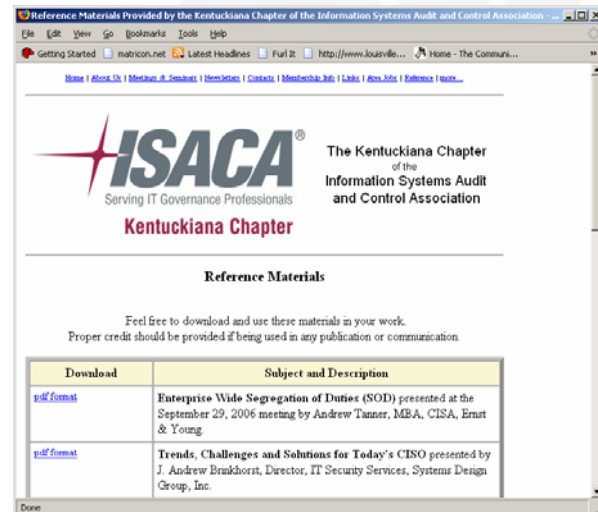 Reference Materials Provided by the Kentuckiana Chapter of the Information Systems Audit and Control Association - ...
File Edit View Go Bookmarks Tools Help
Getting Started matricon.net Latest Headlines Furl It http://www.louisville... Home - The Communi...
Home | About Us | Meetings & Seminars | Newsletters | Contacts | Membership Info | Links | Area Jobs | Reference | more...
ISACA®
Serving IT Governance Professionals
Kentuckiana Chapter
The Kentuckiana Chapter
of the
Information Systems Audit
and Control Association
Reference Materials
Feel free to download and use these materials in your work.
Proper credit should be provided if being used in any publication or communication.
Download Subject and Description
pdf format Enterprise Wide Segregation of Duties (SOD) presented at the
September 29, 2006 meeting by Andrew Tanner, MBA, CISA, Ernst
& Young.
pdf format Trends, Challenges and Solutions for Today's CISO presented by
J. Andrew Brinkhorst, Director, IT Security Services, Systems Design
Group, Inc.
Done